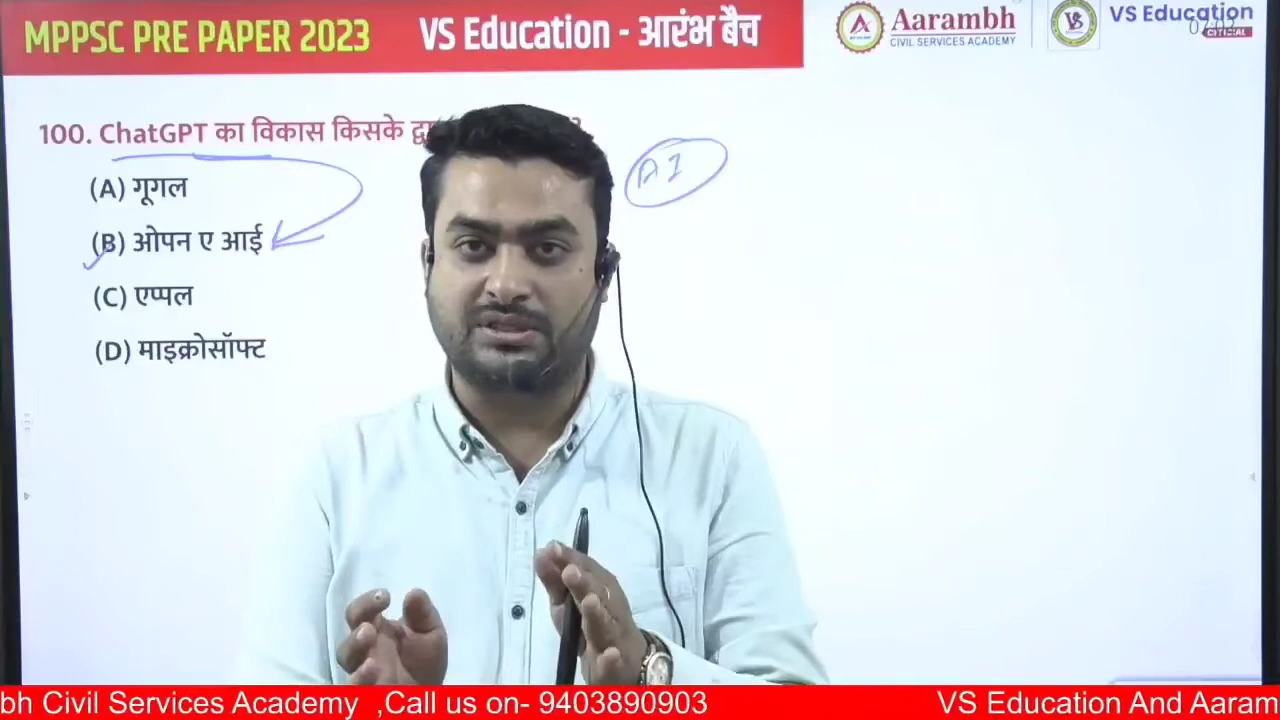 MPPSC PRE PAPER 2023
VS Education - आरंभ बैच
Aarambh
CIVIL SERVICES ACADEMY
VS Education
OFFICIAL
100. ChatGPT का विकास किसके
(A) गूगल
(B) ओपन ए आई
(C) एप्पल
(D) माइक्रोसॉफ्ट
AI
bh Civil Services Academy ,Call us on- 9403890903
VS Education And Aaram